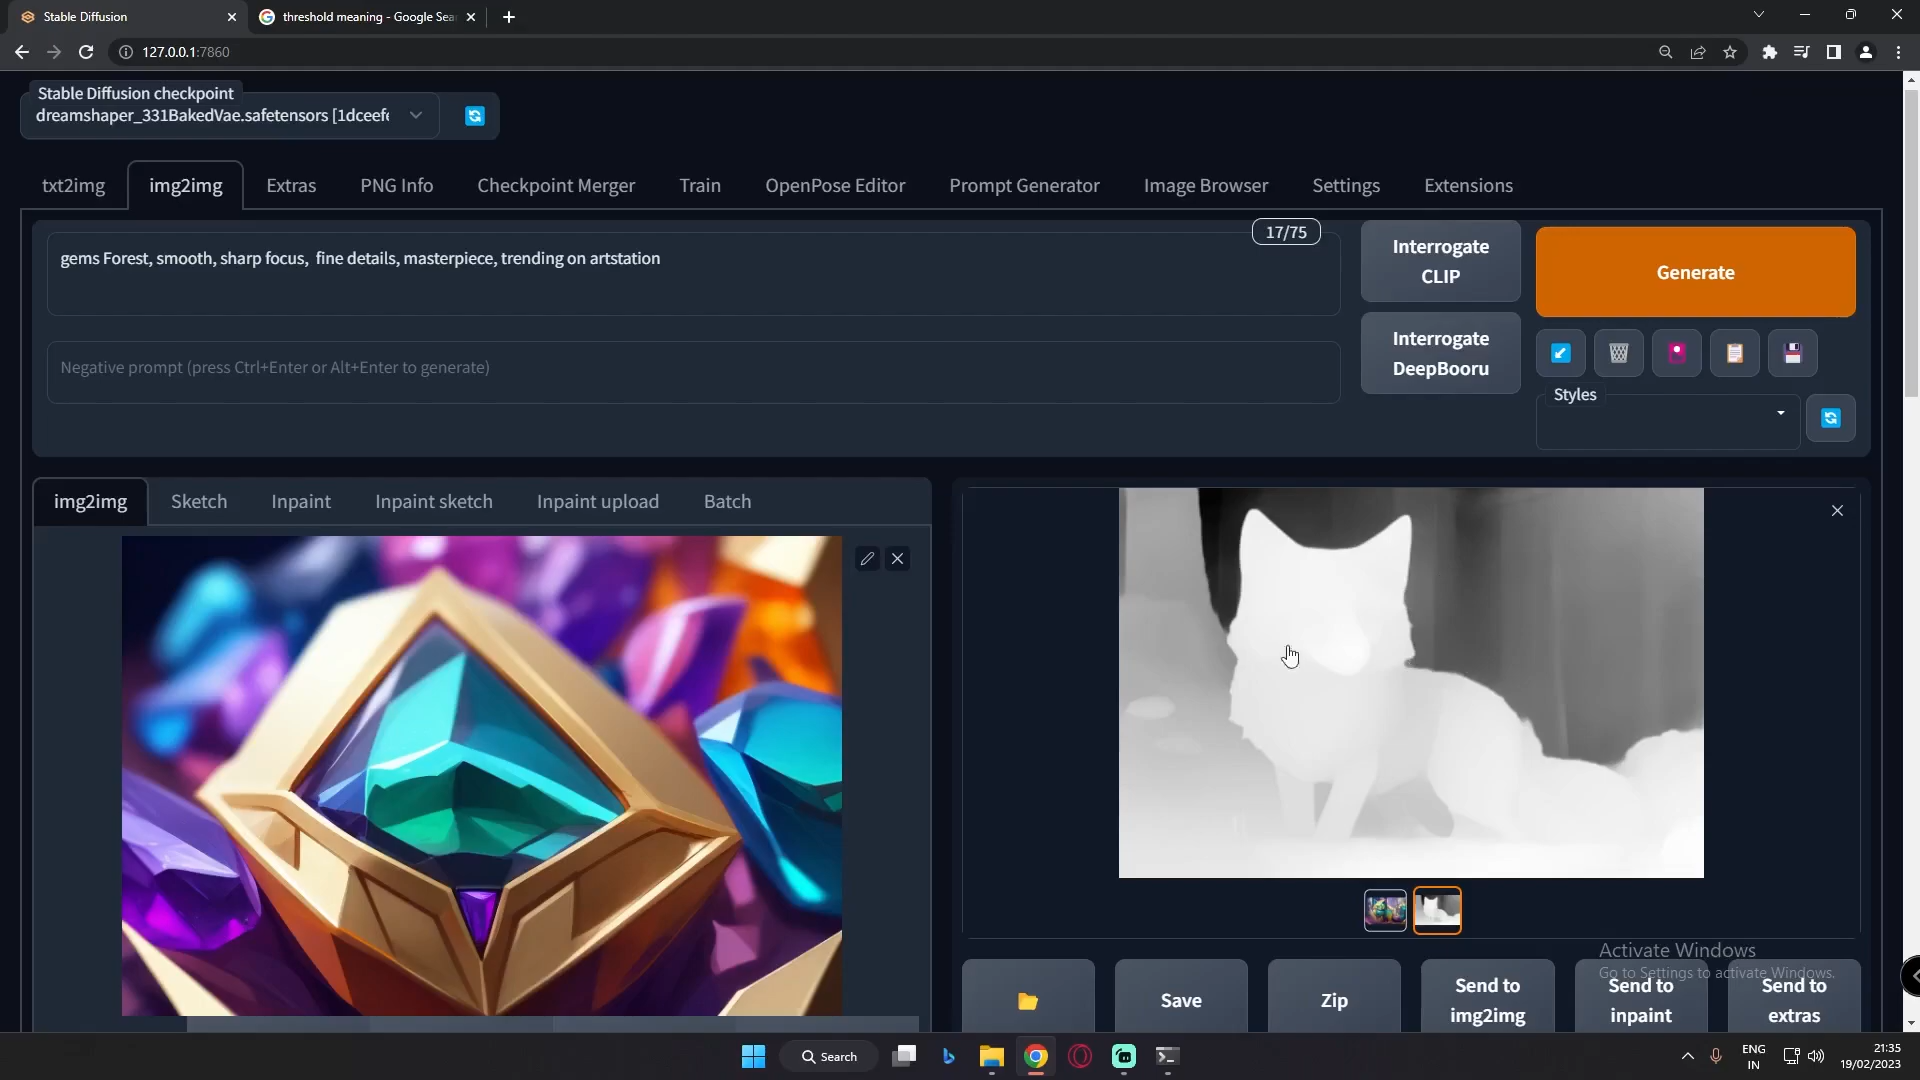 Stable Diffusion
threshold meaning - Google Sea
127.0.0.1:7860
Stable Diffusion checkpoint
dreamshaper_331BakedVae.safetensors [1dceefe
txt2img
img2img
Extras
PNG Info
Checkpoint Merger
Train
OpenPose Editor
Prompt Generator
Image Browser
Settings
Extensions
17/75
gems Forest, smooth, sharp focus,  fine details, masterpiece, trending on artstation
Negative prompt (press Ctrl+Enter or Alt+Enter to generate)
Interrogate
CLIP
Interrogate
DeepBooru
Generate
Styles
img2img
Sketch
Inpaint
Inpaint sketch
Inpaint upload
Batch
Activate Windows
Go to Settings to activate Windows.
Save
Zip
Send to
img2img
Send to
inpaint
Send to
extras
Search
ENG
IN
21:35
19/02/2023